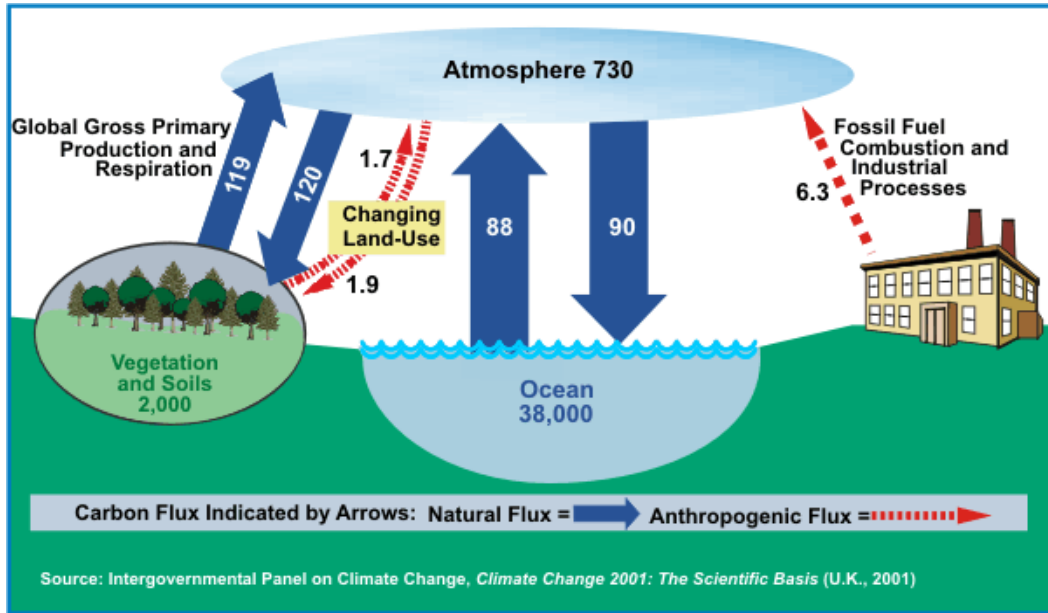 Atmosphere 730
Global Gross Primary
Production and
Respiration
119
120
1.7
Changing
Land-Use
1.9
88
90
Fossil Fuel
Combustion and
Industrial
Processes
6.3
Vegetation
and Soils
2,000
Ocean
38,000
Carbon Flux Indicated by Arrows: Natural Flux = Anthropogenic Flux =
Source: Intergovernmental Panel on Climate Change, Climate Change 2001: The Scientific Basis (U.K., 2001)